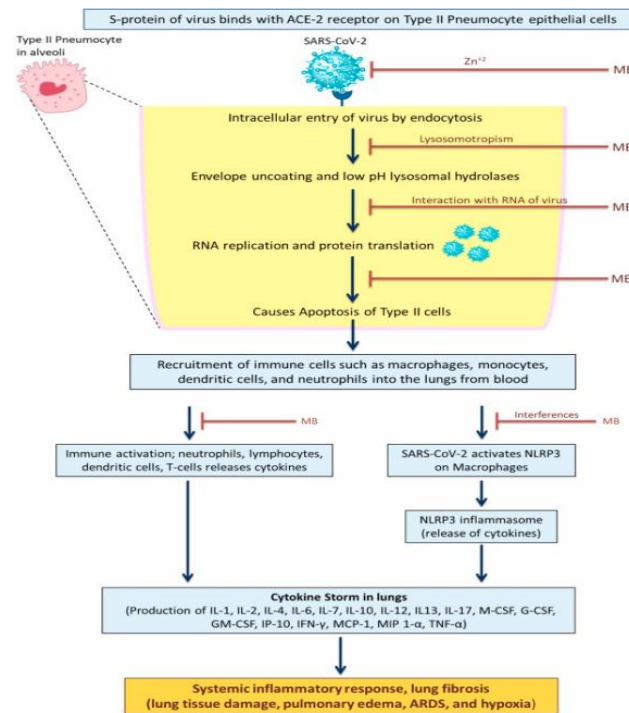 S-protein of virus binds with ACE-2 receptor on Type II Pneumocyte epithelial cells
Type II Pneumocyte
in alveoli
SARS-CoV-2
Zn+2
MB
Intracellular entry of virus by endocytosis
Lysosomotropism
MB
Envelope uncoating and low pH lysosomal hydrolases
Interaction with RNA of virus
MB
RNA replication and protein translation
MB
Causes Apoptosis of Type II cells
Recruitment of immune cells such as macrophages, monocytes,
dendritic cells, and neutrophils into the lungs from blood
MB
Interferences
MB
Immune activation; neutrophils, lymphocytes,
dendritic cells, T-cells releases cytokines
SARS-CoV-2 activates NLRP3
on Macrophages
NLRP3 inflammasome
(release of cytokines)
Cytokine Storm in lungs
(Production of IL-1, IL-2, IL-4, IL-6, IL-7, IL-10, IL-12, IL13, IL-17, M-CSF, G-CSF,
GM-CSF, IP-10, IFN-γ, MCP-1, MIP 1-α, TNF-α)
Systemic inflammatory response, lung fibrosis
(lung tissue damage, pulmonary edema, ARDS, and hypoxia)